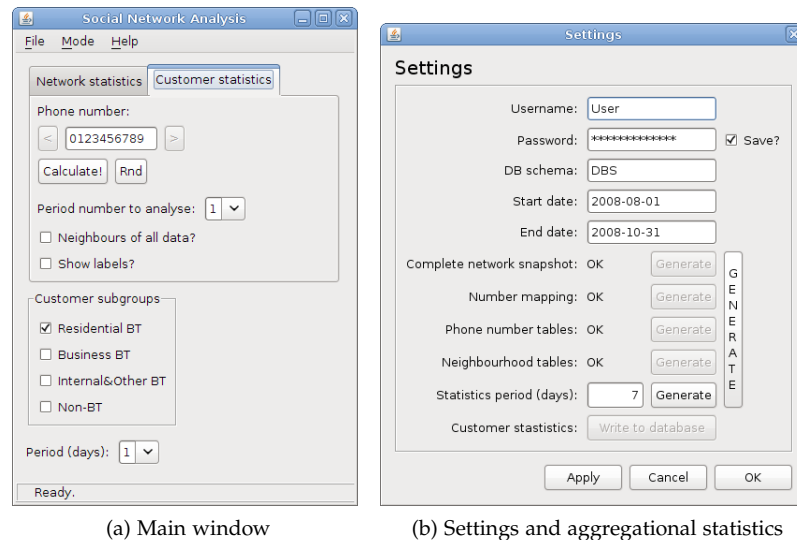 Social Network Analysis
File Mode Help
Network statistics Customer statistics
Phone number:
< 0123456789 >
Calculate! Rnd
Period number to analyse: 1
Neighbours of all data?
Show labels?
Customer subgroups
Residential BT
Business BT
Internal&Other BT
Non-BT
Period (days): 1
Ready.
(a) Main window
Settings
Settings
Username: User
Password: ************* Save?
DB schema: DBS
Start date: 2008-08-01
End date: 2008-10-31
Complete network snapshot: OK Generate
Number mapping: OK Generate
Phone number tables: OK Generate
Neighbourhood tables: OK Generate
Statistics period (days): 7 Generate
Customer stastistics: Write to database
GENERATE
Apply Cancel OK
(b) Settings and aggregational statistics